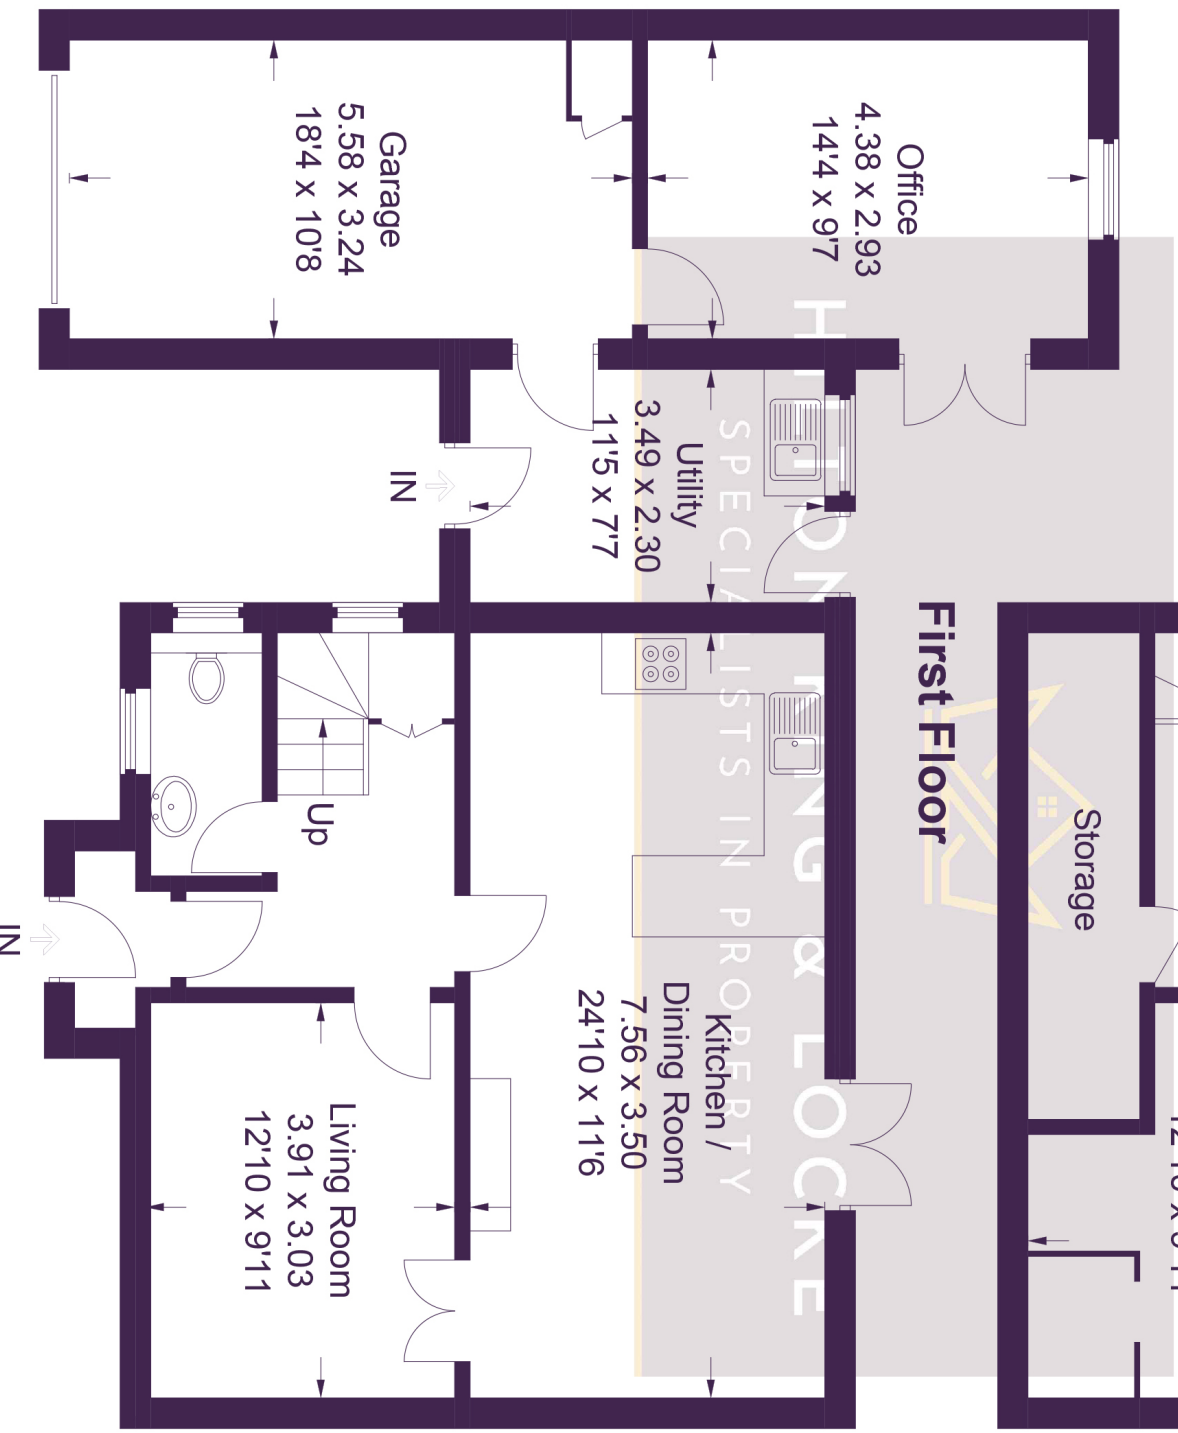 Storage
First Floor
Office
4.38 x 2.93
14'4 x 9'7
Utility
3.49 x 2.30
11'5 x 7'7
Kitchen /
Dining Room
7.56 x 3.50
24'10 x 11'6
Garage
5.58 x 3.24
18'4 x 10'8
IN
Up
Living Room
3.91 x 3.03
12'10 x 9'11
IN
SPECIALISTS IN PROPERTY
& LOCKE